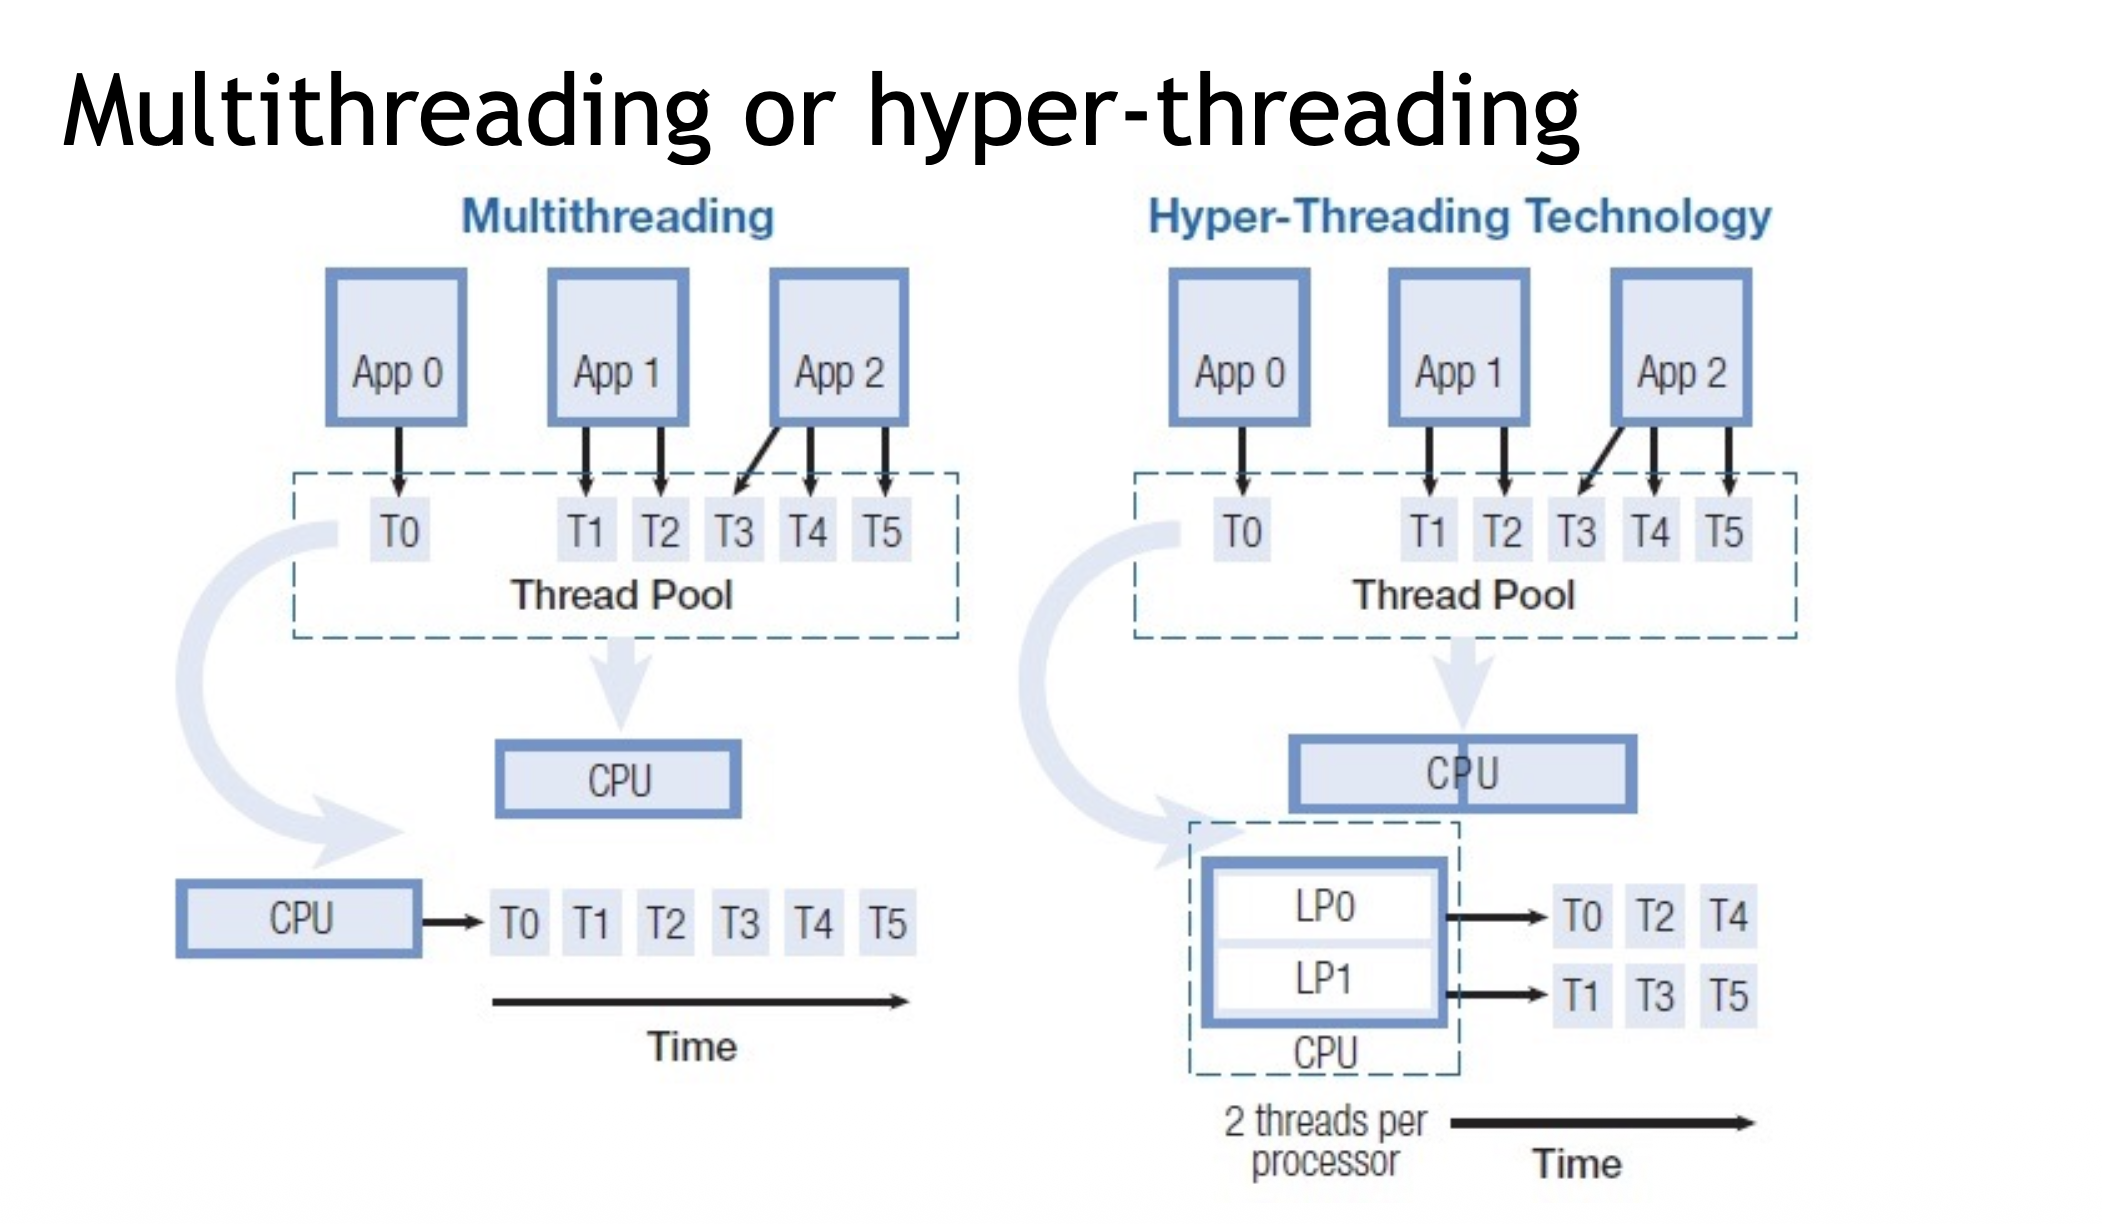 Multithreading or hyper-threading
Multithreading
App 0
App 1
App 2
T0
T1
T2
T3
T4
T5
Thread Pool
CPU
CPU
T0
T1
T2
T3
T4
T5
Time
Hyper-Threading Technology
App 0
App 1
App 2
T0
T1
T2
T3
T4
T5
Thread Pool
CPU
LP0
T0
T2
T4
LP1
T1
T3
T5
CPU
2 threads per
processor
Time